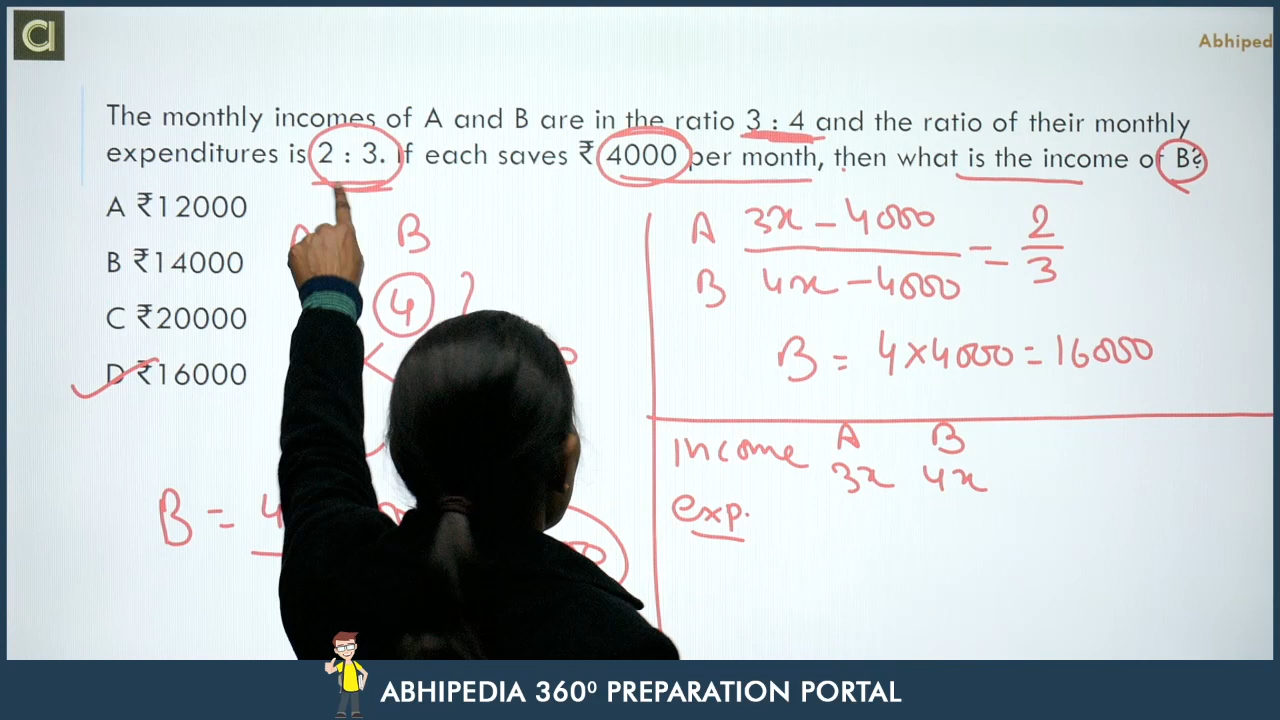 Abhiped
The monthly incomes of A and B are in the ratio 3 : 4 and the ratio of their monthly
expenditures is 2 : 3. If each saves ₹ 4000 per month, then what is the income of B?
A ₹12000
B ₹14000
C ₹20000
D ₹16000
B
4 ?
B = 4
A 3x - 4000
B 4x - 4000
= 2/3
B = 4 × 4000 = 16000
A B
Income 3x 4x
exp.
ABHIPEDIA 360⁰ PREPARATION PORTAL